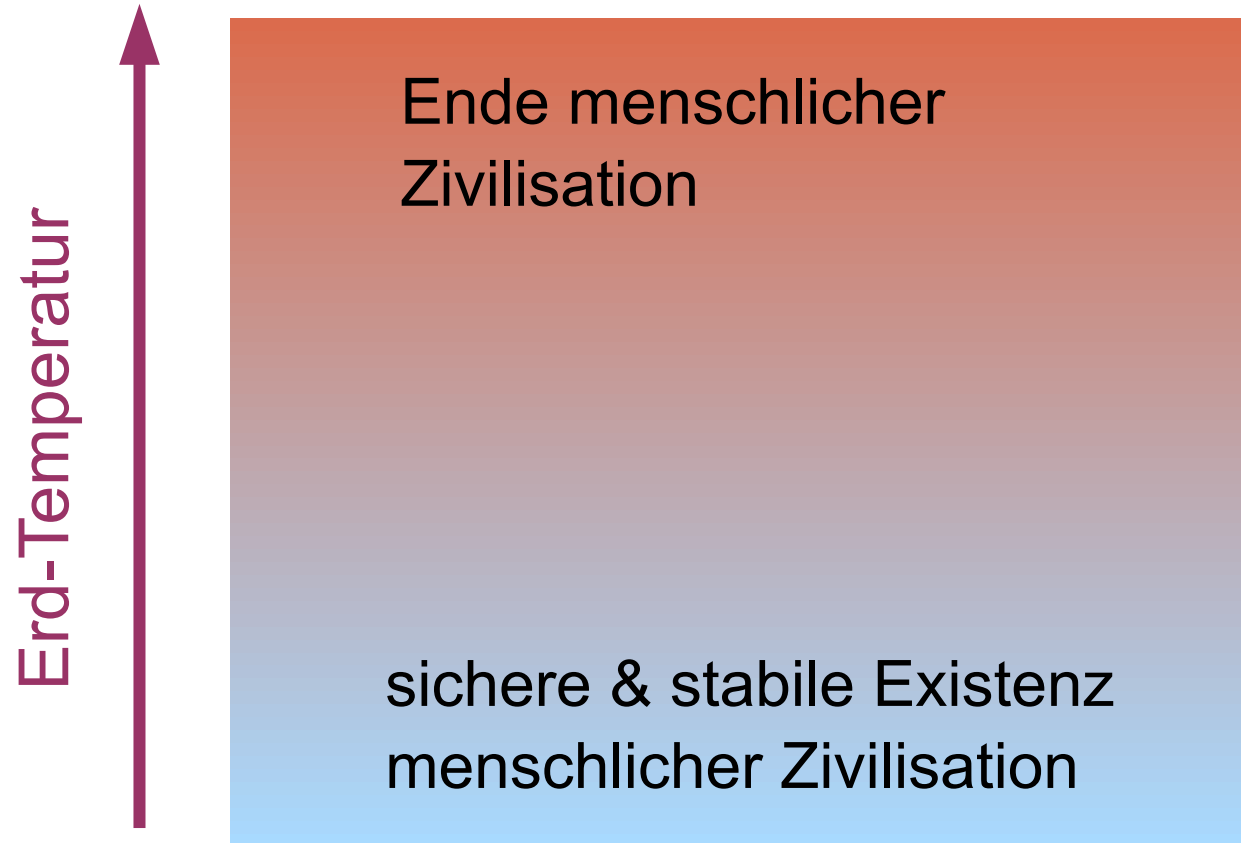 Erd-Temperatur
Ende menschlicher
Zivilisation
sichere & stabile Existenz
menschlicher Zivilisation